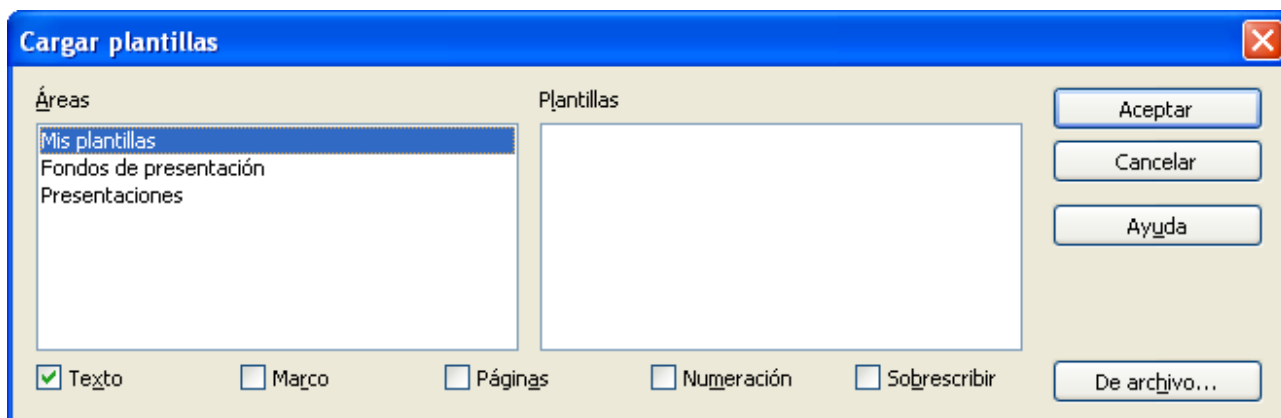 Cargar plantillas
Áreas
Plantillas
Aceptar
Mis plantillas
Fondos de presentación
Presentaciones
Cancelar
Ayuda
Texto Marco Páginas Numeración Sobrescribir De archivo...